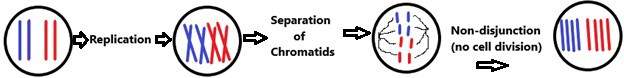 Replication
Separation
of
Chromatids
Non-disjunction
(no cell division)